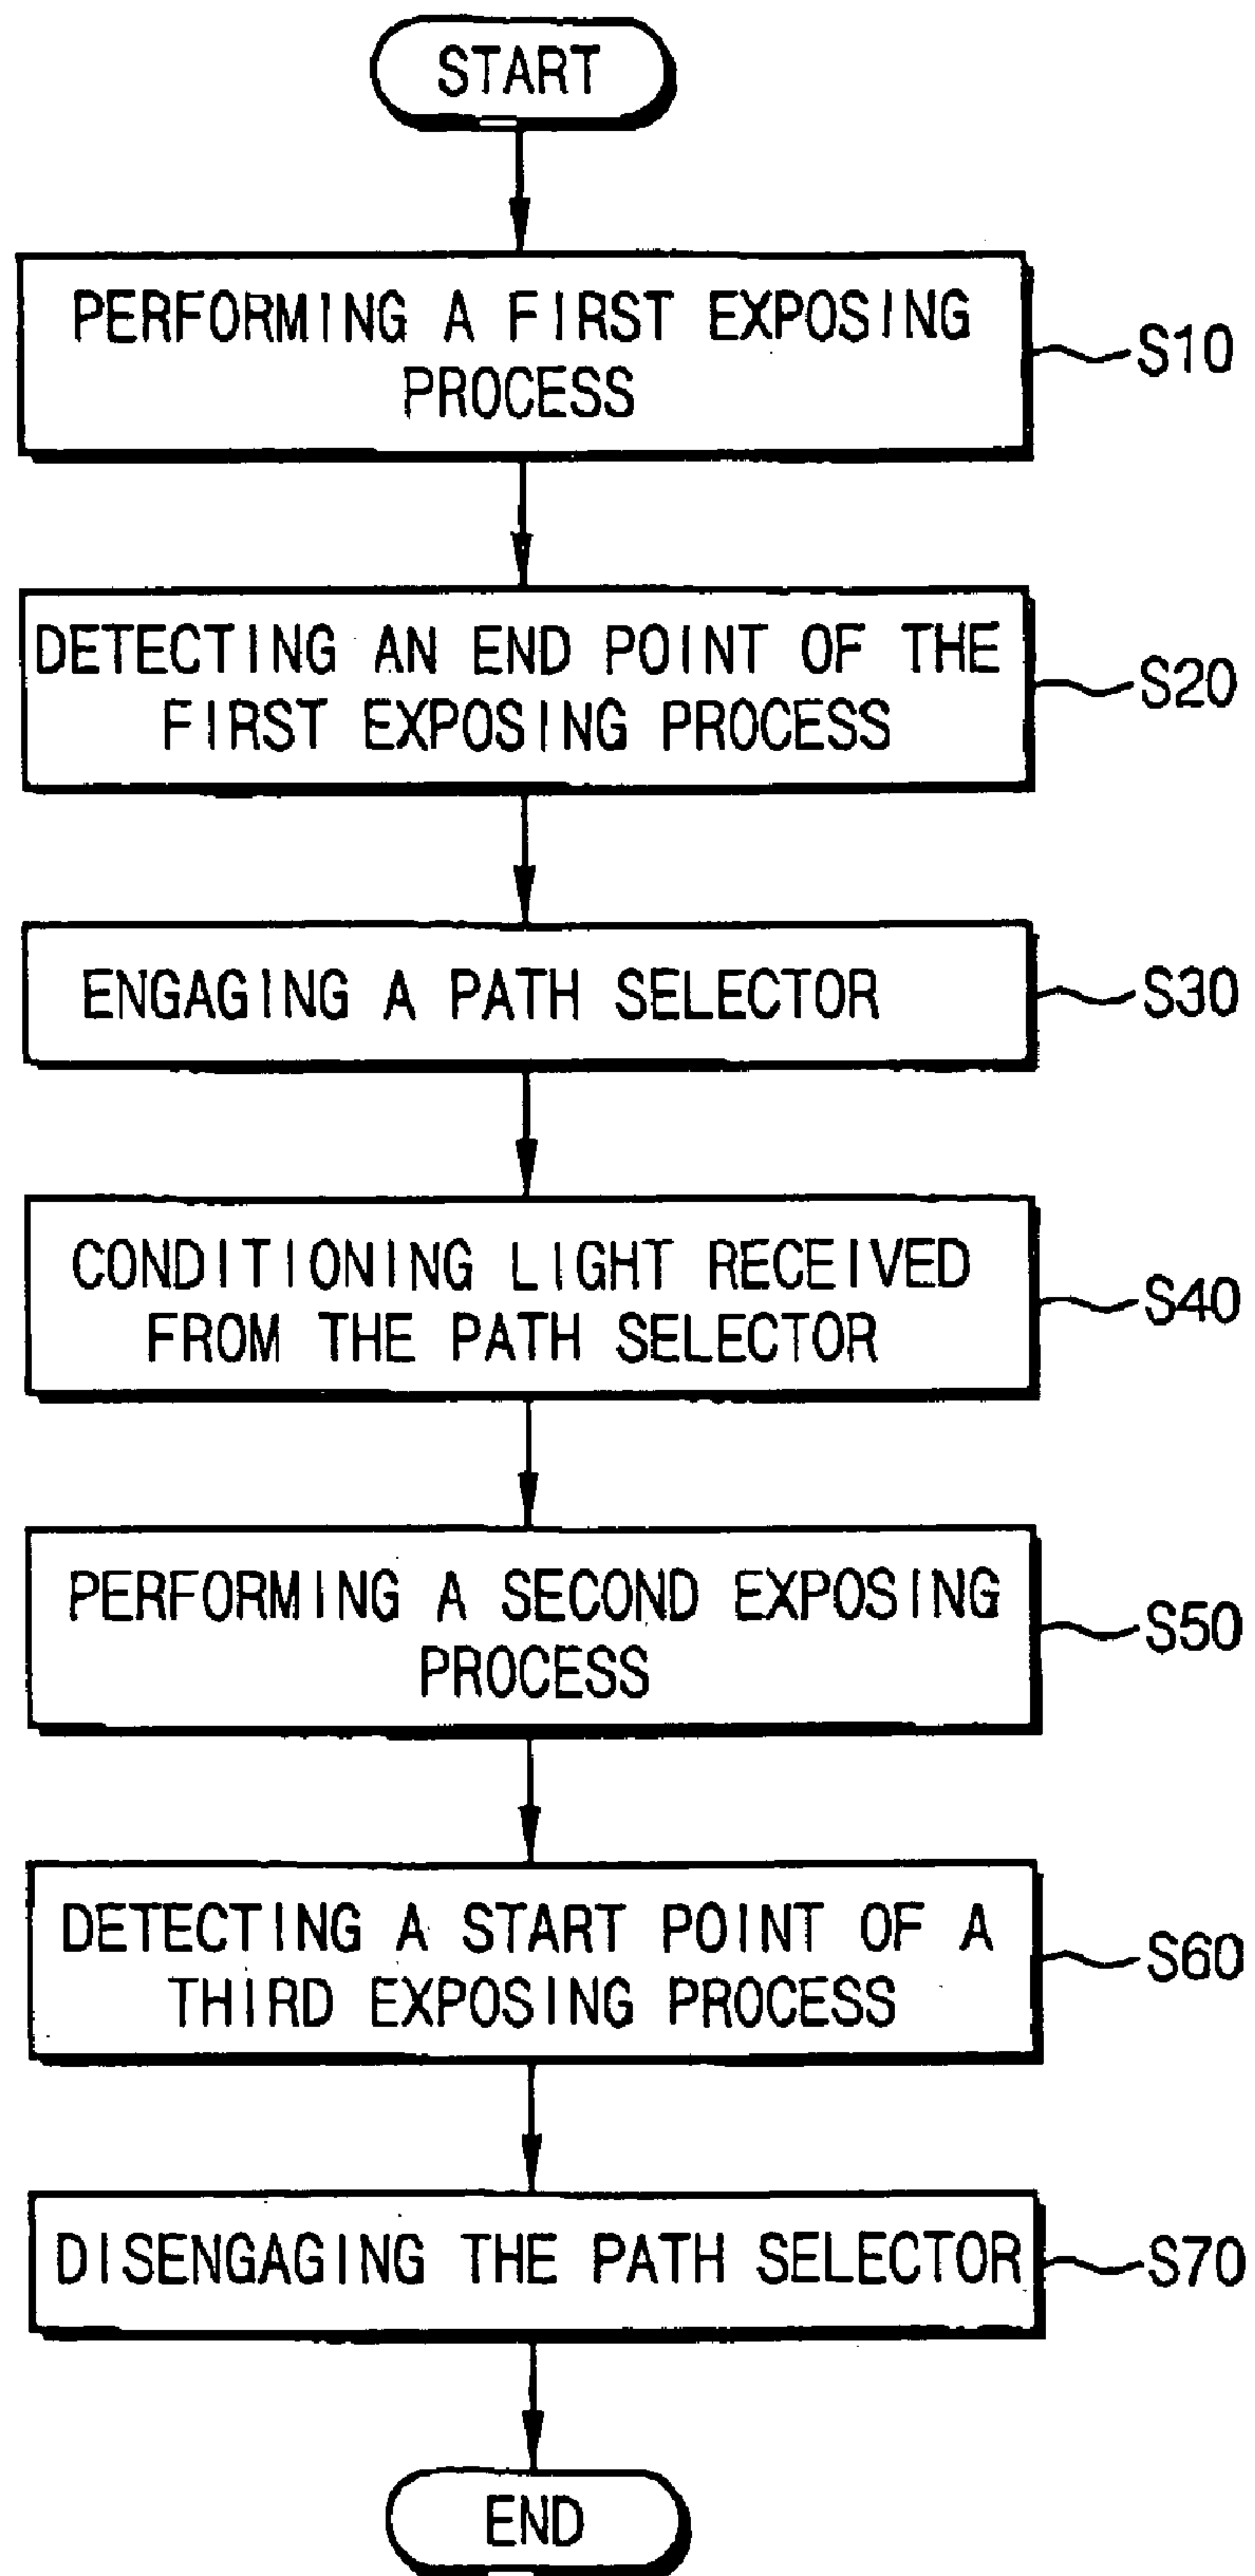 START
PERFORMING A FIRST EXPOSING
PROCESS
S10
DETECTING AN END POINT OF THE
FIRST EXPOSING PROCESS
S20
ENGAGING A PATH SELECTOR
S30
CONDITIONING LIGHT RECEIVED
FROM THE PATH SELECTOR
S40
PERFORMING A SECOND EXPOSING
PROCESS
S50
DETECTING A START POINT OF A
THIRD EXPOSING PROCESS
S60
DISENGAGING THE PATH SELECTOR
S70
END